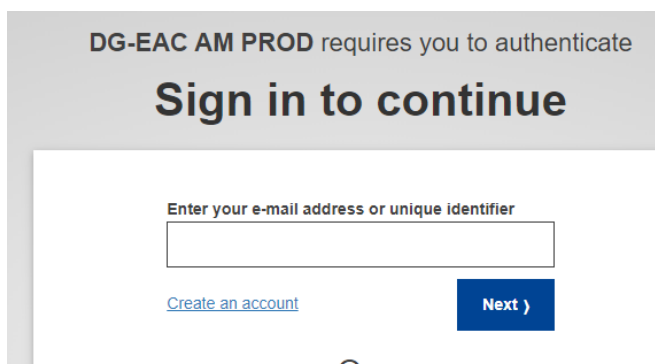 DG-EAC AM PROD requires you to authenticate
Sign in to continue
Enter your e-mail address or unique identifier
Create an account
Next ⟩